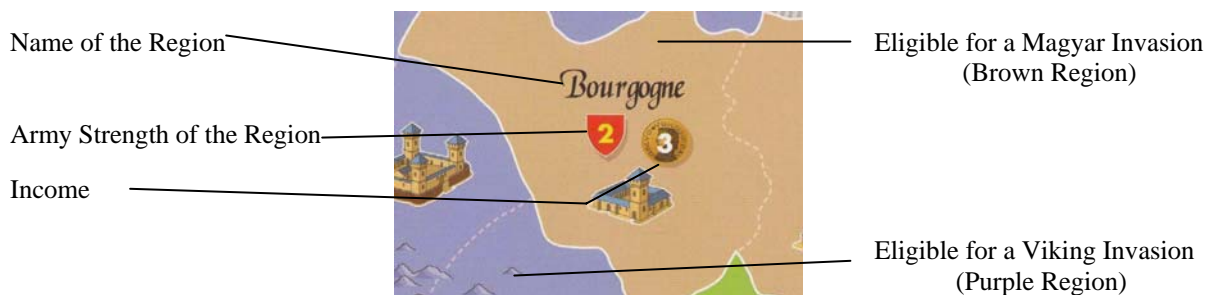 Name of the Region
Eligible for a Magyar Invasion
(Brown Region)
Bourgogne
Army Strength of the Region
2
3
Income
Eligible for a Viking Invasion
(Purple Region)